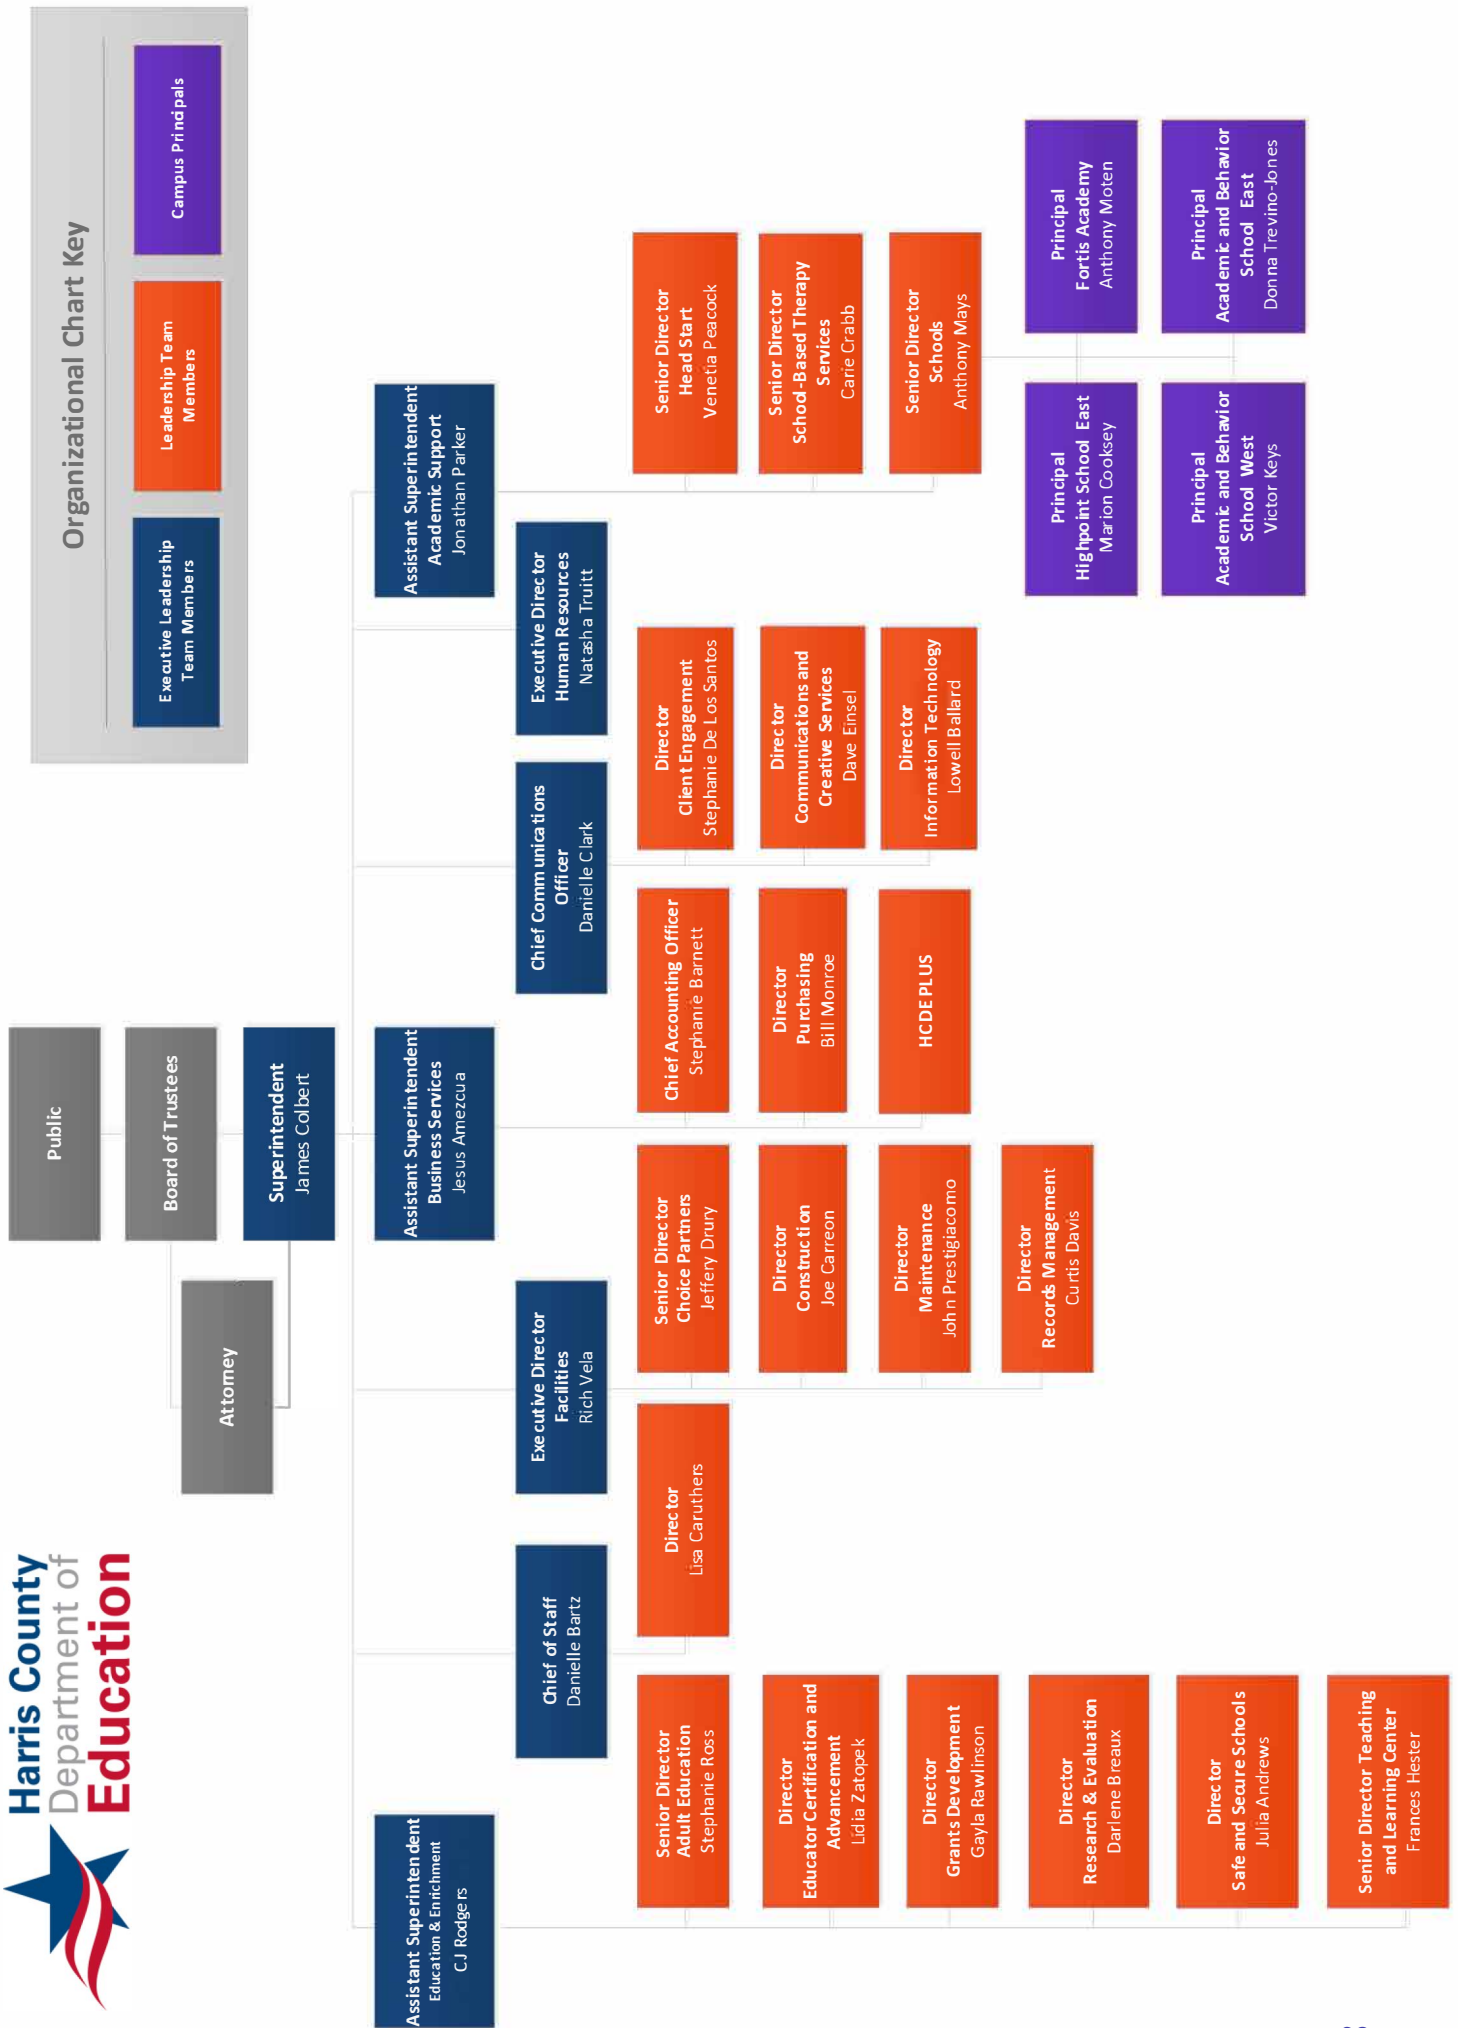 Harris County
Department of
Education
Public
Board of Trustees
Attorney
Superintendent
James Colbert
Organizational Chart Key
Executive Leadership
Team Members
Leadership Team
Members
Campus Principals
Assistant Superintendent
Education & Enrichment
CJ Rodgers
Chief of Staff
Danielle Bartz
Executive Director
Facilities
Rich Vela
Assistant Superintendent
Business Services
Jesus Amezcua
Chief Communications
Officer
Danielle Clark
Executive Director
Human Resources
Natasha Truitt
Assistant Superintendent
Academic Support
Jonathan Parker
Senior Director
Adult Education
Stephanie Ross
Director
Educator Certification and
Advancement
Lidia Zatopek
Director
Grants Development
Gayla Rawlinson
Director
Research & Evaluation
Darlene Breaux
Director
Safe and Secure Schools
Julia Andrews
Senior Director Teaching
and Learning Center
Frances Hester
Director
Lisa Caruthers
Senior Director
Choice Partners
Jeffery Drury
Director
Construction
Joe Carreon
Director
Maintenance
John Prestigiacomo
Director
Records Management
Curtis Davis
Chief Accounting Officer
Stephanie Barnett
Director
Purchasing
Bill Monroe
HCDE PLUS
Director
Client Engagement
Stephanie De Los Santos
Director
Communications and
Creative Services
Dave Einsel
Director
Information Technology
Lowell Ballard
Senior Director
Head Start
Venetia Peacock
Senior Director
School-Based Therapy
Services
Carie Crabb
Senior Director
Schools
Anthony Mays
Principal
Highpoint School East
Marion Cooksey
Principal
Fortis Academy
Anthony Moten
Principal
Academic and Behavior
School West
Victor Keys
Principal
Academic and Behavior
School East
Donna Trevino-Jones